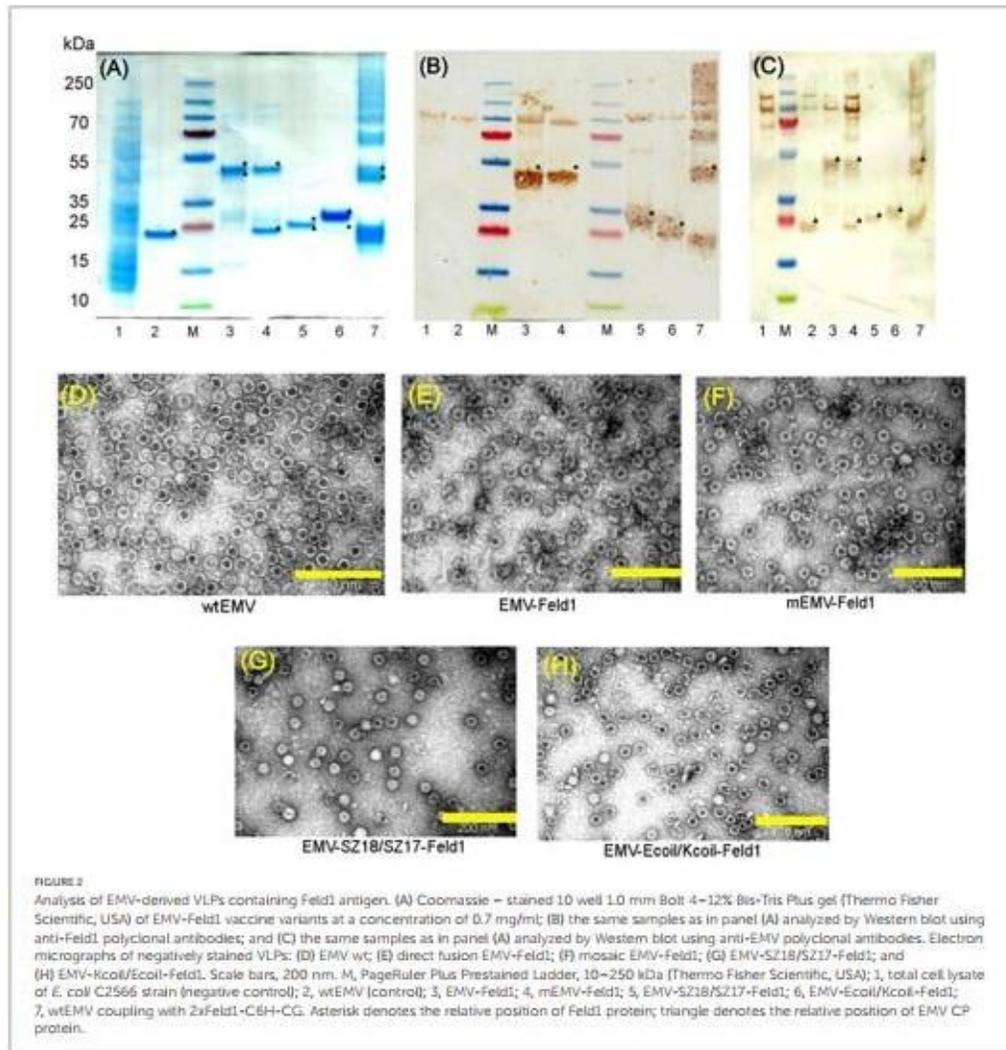 kDa
(A)
(B)
(C)
250
70
55
35
25
15
10
1 2 M 3 4 5 6 7
1 2 M 3 4 M 5 6 7
1 M 2 3 4 5 6 7
(D)
(E)
(F)
wtEMV
EMV-Feld1
mEMV-Feld1
(G)
(H)
200 nm
EMV-SZ18/SZ17-Feld1
EMV-Ecoil/Kcoil-Feld1
FIGURE 2
Analysis of EMV-derived VLPs containing Feld1 antigen. (A) Coomassie – stained 10 well 1.0 mm Bolt 4–12% Bis-Tris Plus gel (Thermo Fisher
Scientific, USA) of EMV-Feld1 vaccine variants at a concentration of 0.7 mg/ml; (B) the same samples as in panel (A) analyzed by Western blot using
anti-Feld1 polyclonal antibodies; and (C) the same samples as in panel (A) analyzed by Western blot using anti-EMV polyclonal antibodies. Electron
micrographs of negatively stained VLPs: (D) EMV wt; (E) direct fusion EMV-Feld1; (F) mosaic EMV-Feld1; (G) EMV-SZ18/SZ17-Feld1; and
(H) EMV-Kcoil/Ecoil-Feld1. Scale bars, 200 nm. M, PageRuler Plus Prestained Ladder, 10–250 kDa (Thermo Fisher Scientific, USA); 1, total cell lysate
of E. coli C2566 strain (negative control); 2, wtEMV (control); 3, EMV-Feld1; 4, mEMV-Feld1; 5, EMV-SZ18/SZ17-Feld1; 6, EMV-Ecoil/Kcoil-Feld1;
7, wtEMV coupling with 2xFeld1-C6H-CG. Asterisk denotes the relative position of Feld1 protein; triangle denotes the relative position of EMV CP
protein.